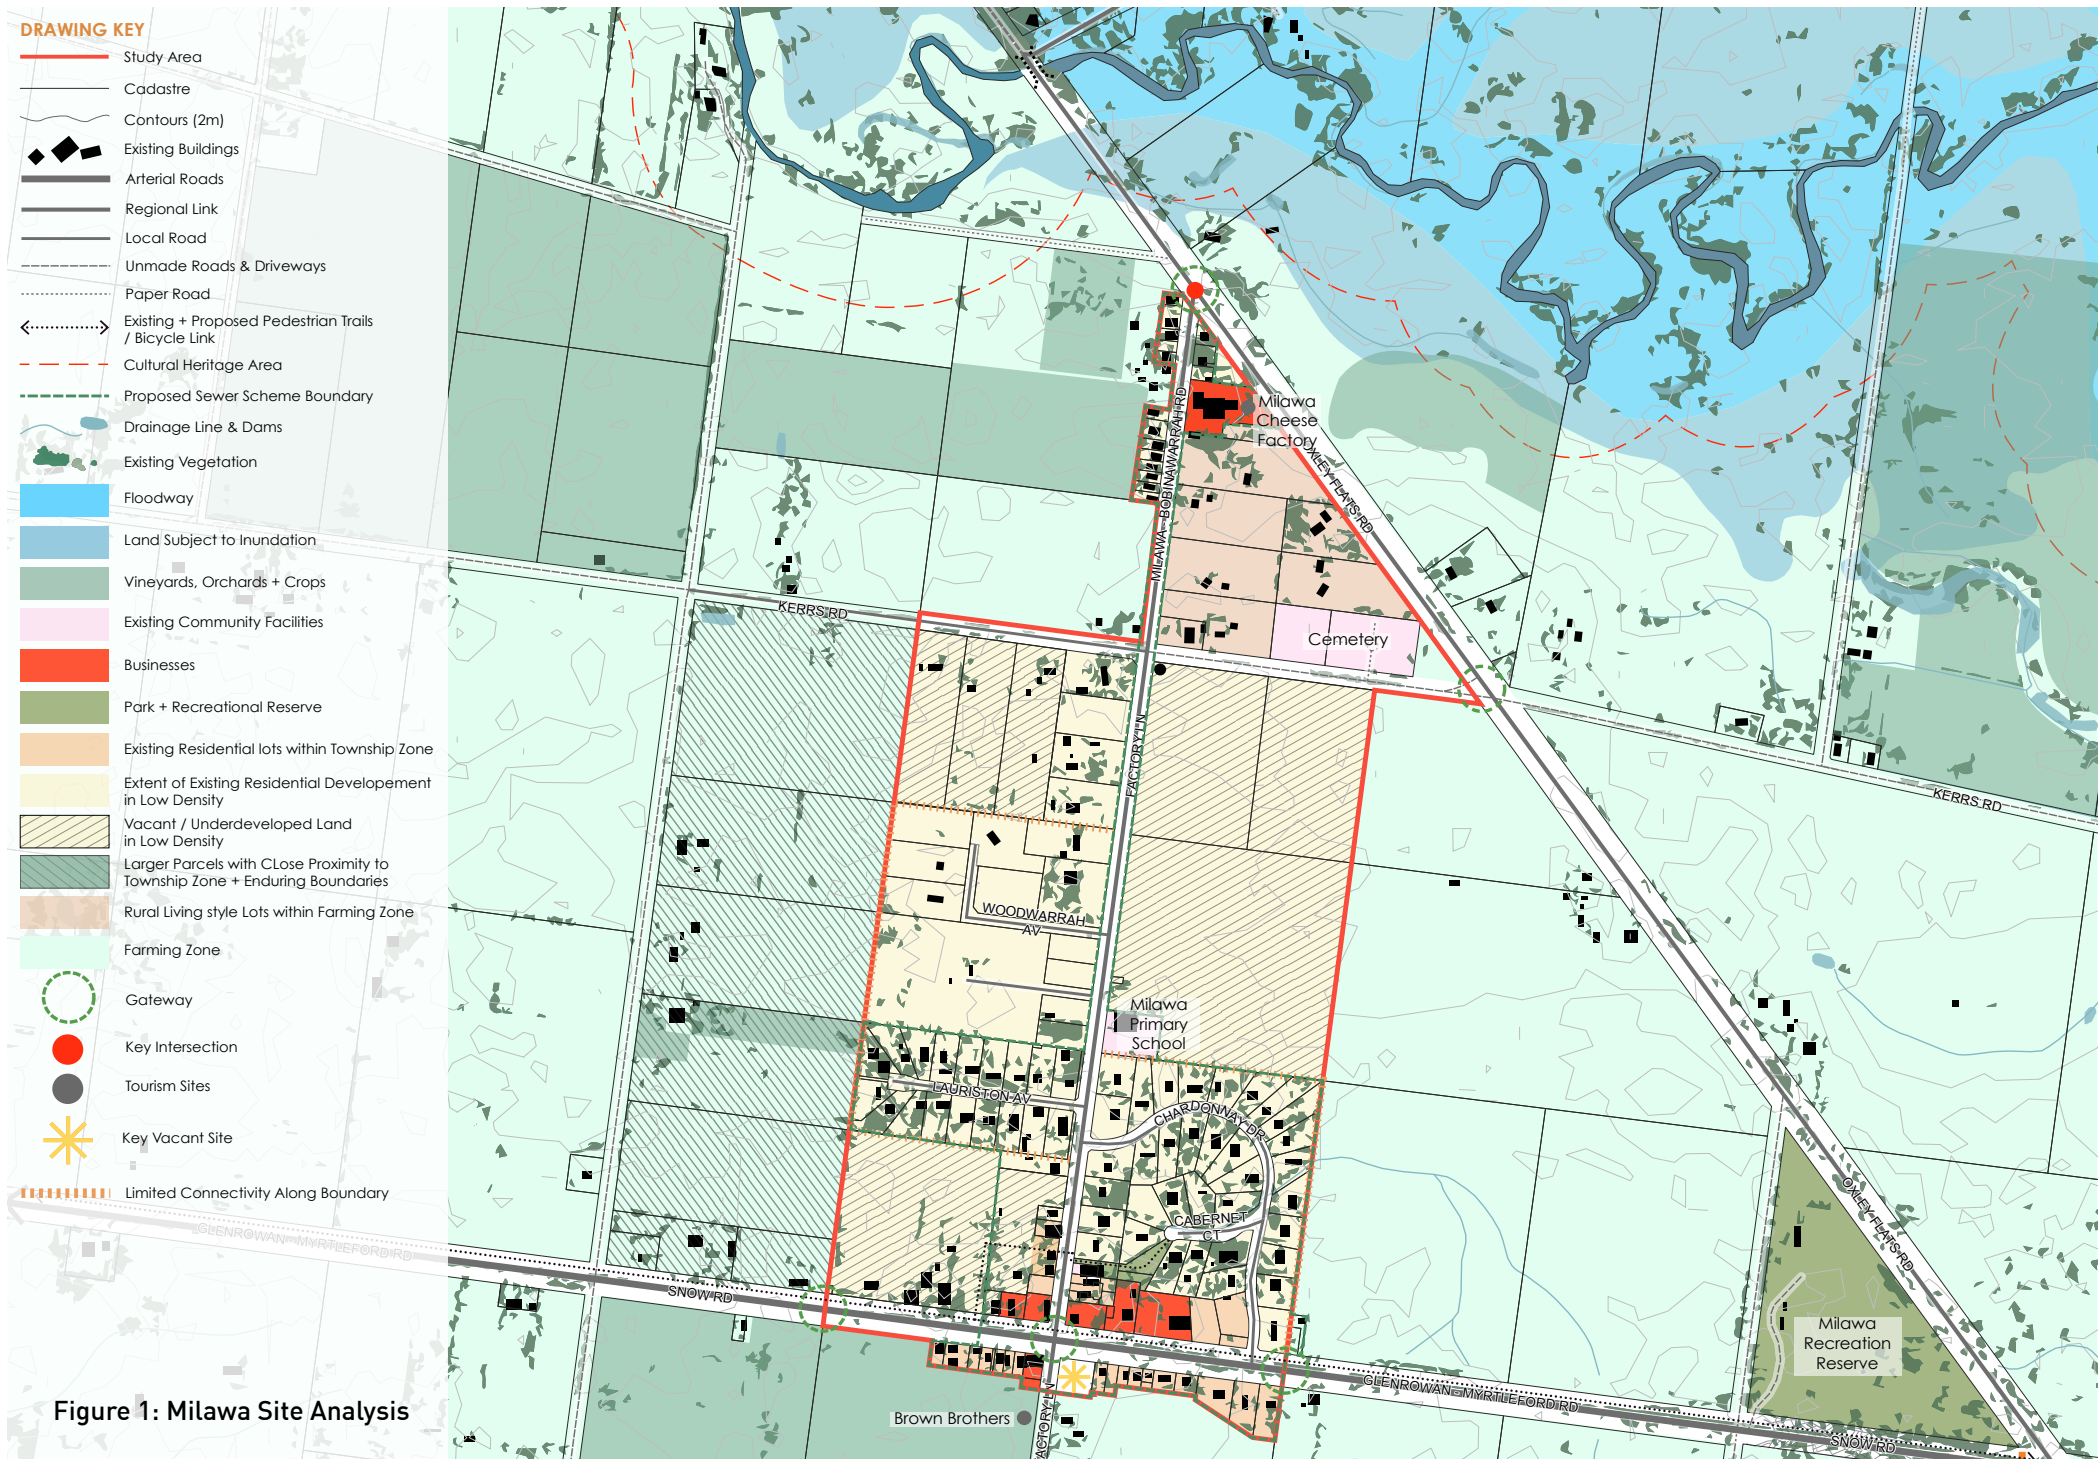 DRAWING KEY
Study Area
Cadastre
Contours (2m)
Existing Buildings
Arterial Roads
Regional Link
Local Road
Unmade Roads & Driveways
Paper Road
Existing + Proposed Pedestrian Trails
/ Bicycle Link
Cultural Heritage Area
Proposed Sewer Scheme Boundary
Drainage Line & Dams
Existing Vegetation
Floodway
Land Subject to Inundation
Vineyards, Orchards + Crops
Existing Community Facilities
Businesses
Park + Recreational Reserve
Existing Residential lots within Township Zone
Extent of Existing Residential Developement
in Low Density
Vacant / Underdeveloped Land
in Low Density
Larger Parcels with CLose Proximity to
Township Zone + Enduring Boundaries
Rural Living style Lots within Farming Zone
Farming Zone
Gateway
Key Intersection
Tourism Sites
Key Vacant Site
Limited Connectivity Along Boundary
GLENROWAN - MYRTLEFORD RD
Figure 1: Milawa Site Analysis
Milawa
Cheese
Factory
MILAWA - BOBINAWARRAH RD
OXLEY FLATS RD
KERRS RD
Cemetery
FACTORY LN
KERRS RD
WOODWARRAH
AV
Milawa
Primary
School
LAURISTON AV
CHARDONNAY DR
CABERNET
CT
SNOW RD
OXLEY FLATS RD
Milawa
Recreation
Reserve
GLENROWAN - MYRTLEFORD RD
Brown Brothers
FACTORY LN
SNOW RD